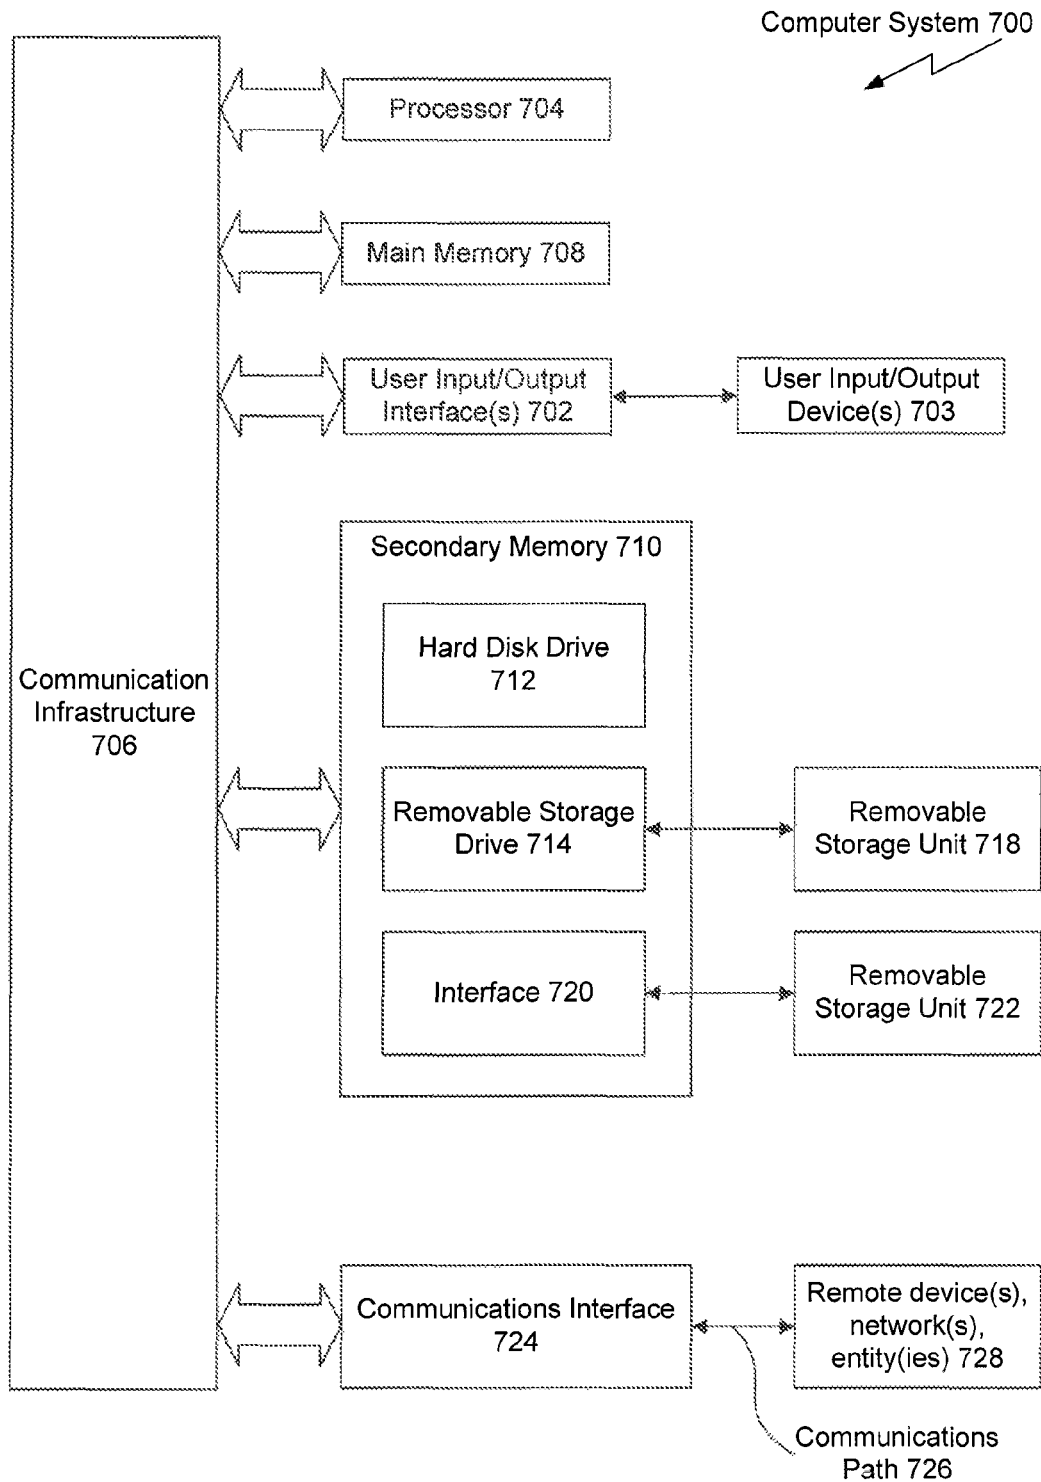 Computer System 700
Processor 704
Main Memory 708
User Input/Output
Interface(s) 702
User Input/Output
Device(s) 703
Secondary Memory 710
Hard Disk Drive
712
Communication
Infrastructure
706
Removable Storage
Drive 714
Removable
Storage Unit 718
Interface 720
Removable
Storage Unit 722
Communications Interface
724
Remote device(s),
network(s),
entity(ies) 728
Communications
Path 726